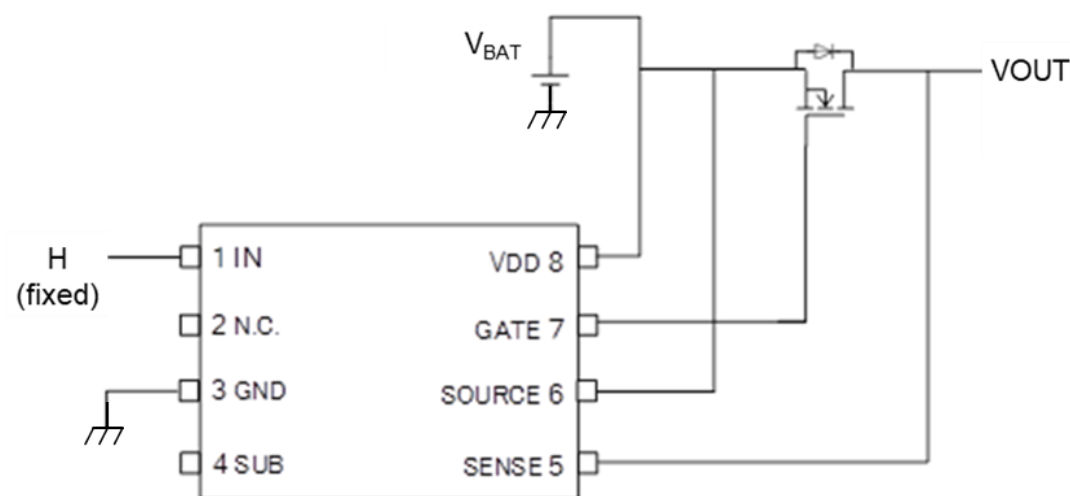 VBAT
VOUT
H
(fixed)
1 IN
2 N.C.
3 GND
4 SUB
VDD 8
GATE 7
SOURCE 6
SENSE 5